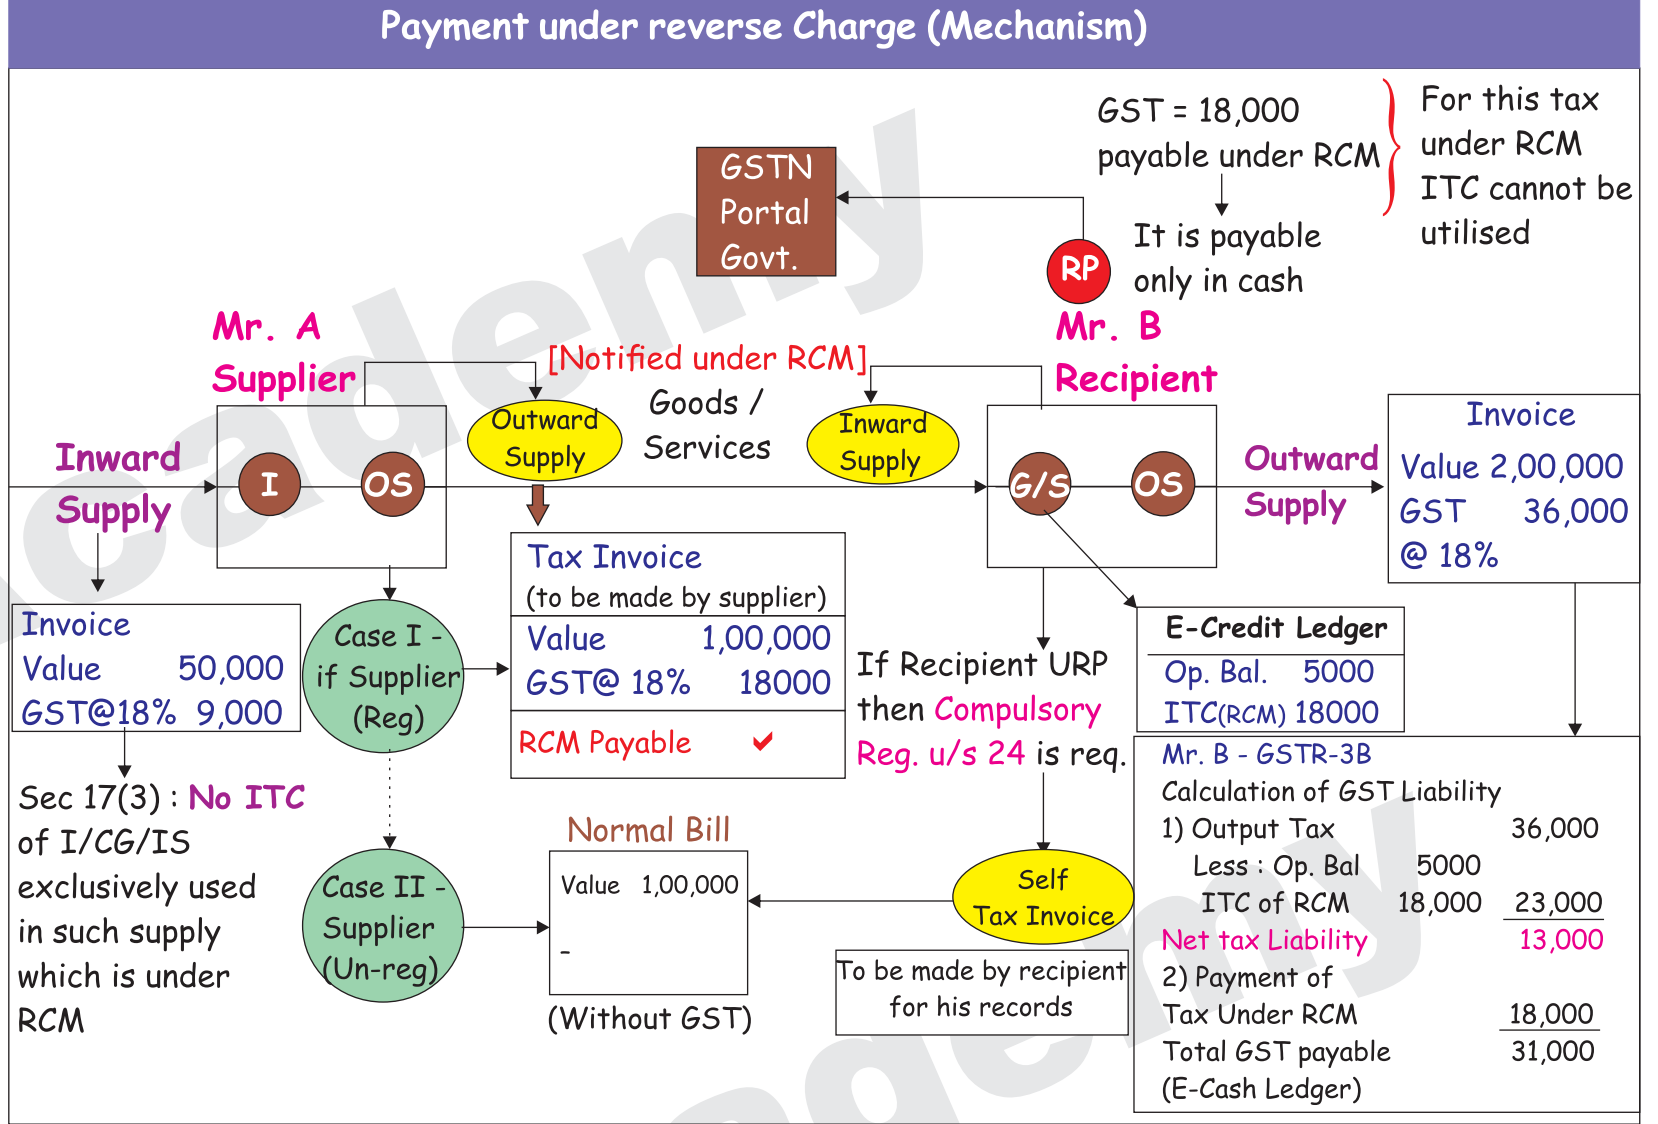 Payment under reverse Charge (Mechanism)
GST = 18,000
payable under RCM
For this tax
under RCM
ITC cannot be
utilised
It is payable
only in cash
GSTN
Portal
Govt.
RP
Mr. A
Supplier
[Notified under RCM]
Goods /
Services
Mr. B
Recipient
Outward
Supply
Inward
Supply
Inward
Supply
I
OS
G/S
OS
Outward
Supply
Invoice
Value 2,00,000
GST 36,000
@ 18%
Invoice
Value 50,000
GST@18% 9,000
Case I -
if Supplier
(Reg)
Tax Invoice
(to be made by supplier)
Value 1,00,000
GST@ 18% 18000
RCM Payable ✓
If Recipient URP
then Compulsory
Reg. u/s 24 is req.
E-Credit Ledger
Op. Bal. 5000
ITC(RCM) 18000
Sec 17(3) : No ITC
of I/CG/IS
exclusively used
in such supply
which is under
RCM
Case II -
Supplier
(Un-reg)
Normal Bill
Value 1,00,000
-
(Without GST)
Self
Tax Invoice
To be made by recipient
for his records
Mr. B - GSTR-3B
Calculation of GST Liability
1) Output Tax 36,000
Less : Op. Bal 5000
ITC of RCM 18,000 23,000
Net tax Liability 13,000
2) Payment of
Tax Under RCM 18,000
Total GST payable 31,000
(E-Cash Ledger)
academy
academy